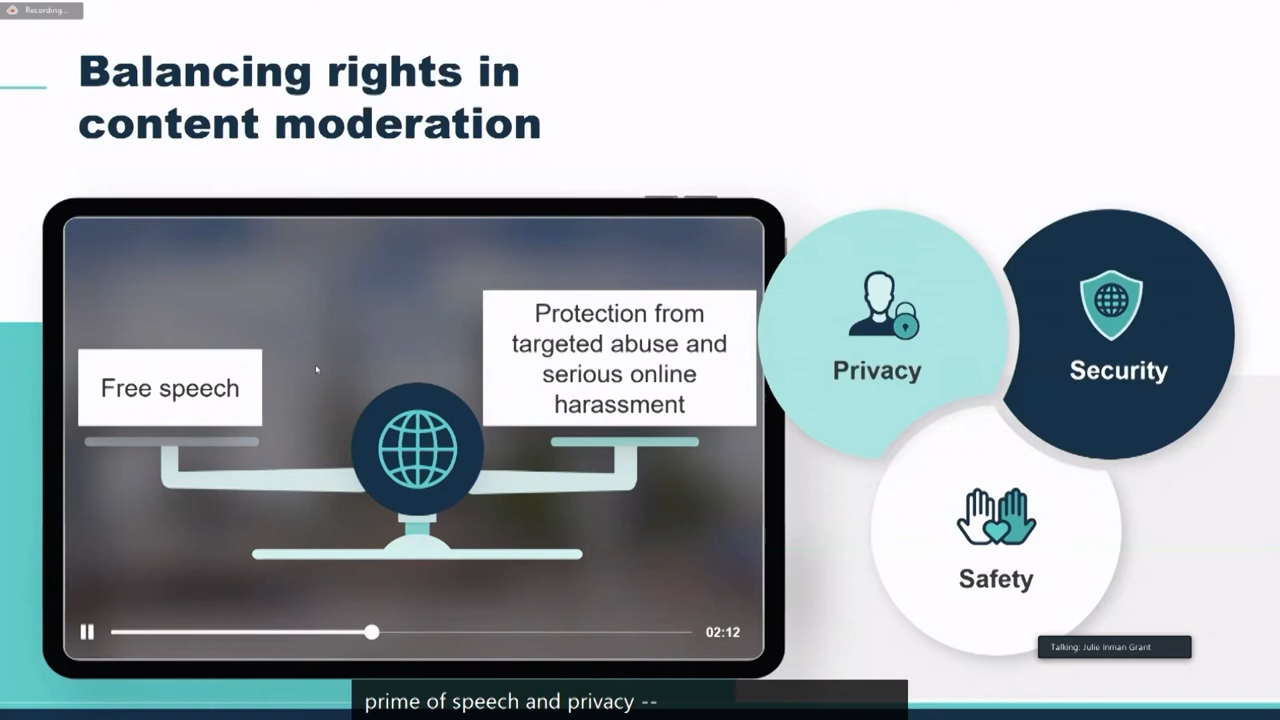 Recording...
Balancing rights in
content moderation
Free speech
Protection from
targeted abuse and
serious online
harassment
Privacy
Security
Safety
02:12
Talking: Julie Inman Grant
prime of speech and privacy --